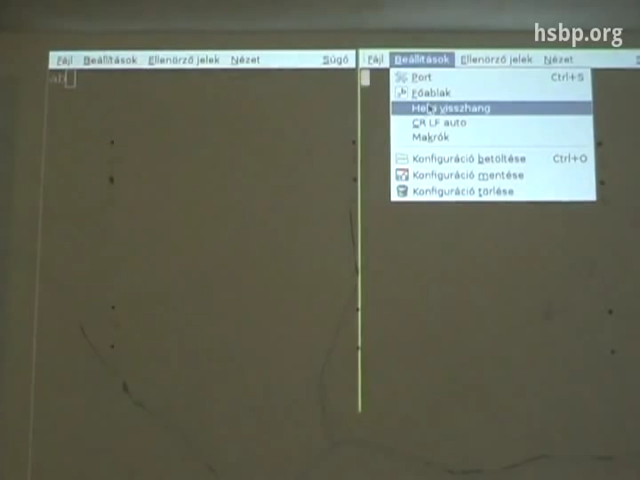 hsbp.org
Fájl Beállítások Ellenőrző jelek Nézet Súgó
Fájl Beállítások Ellenőrző jelek Nézet
ab
Port Ctrl+S
Főablak
Helyi visszhang
CR LF auto
Makrók
Konfiguráció betöltése Ctrl+O
Konfiguráció mentése
Konfiguráció törlése